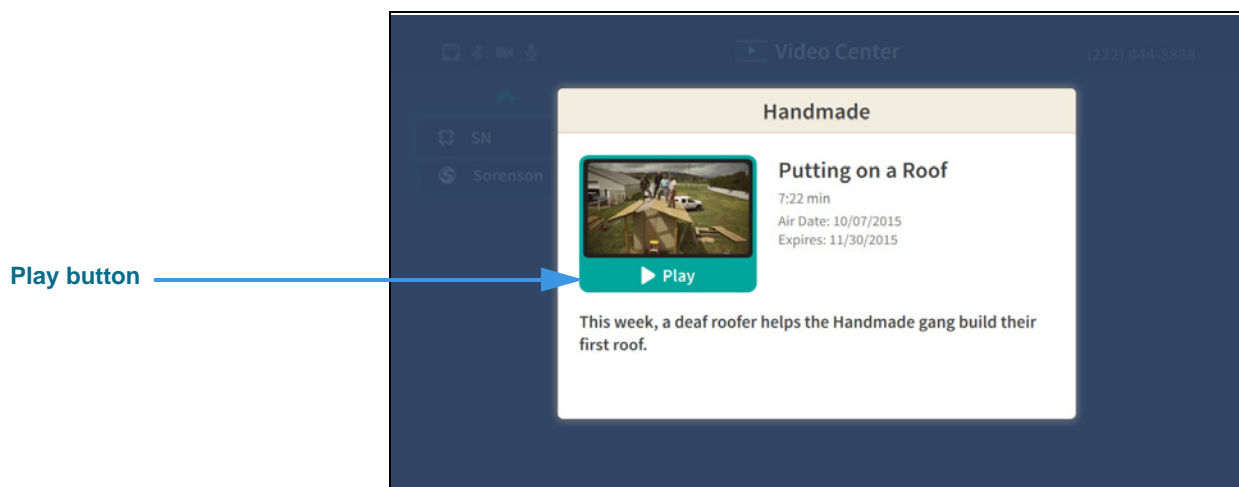 Video Center
(222) 444-8888
Handmade
SN
Sorenson
Putting on a Roof
7:22 min
Air Date: 10/07/2015
Expires: 11/30/2015
Play button
Play
This week, a deaf roofer helps the Handmade gang build their
first roof.